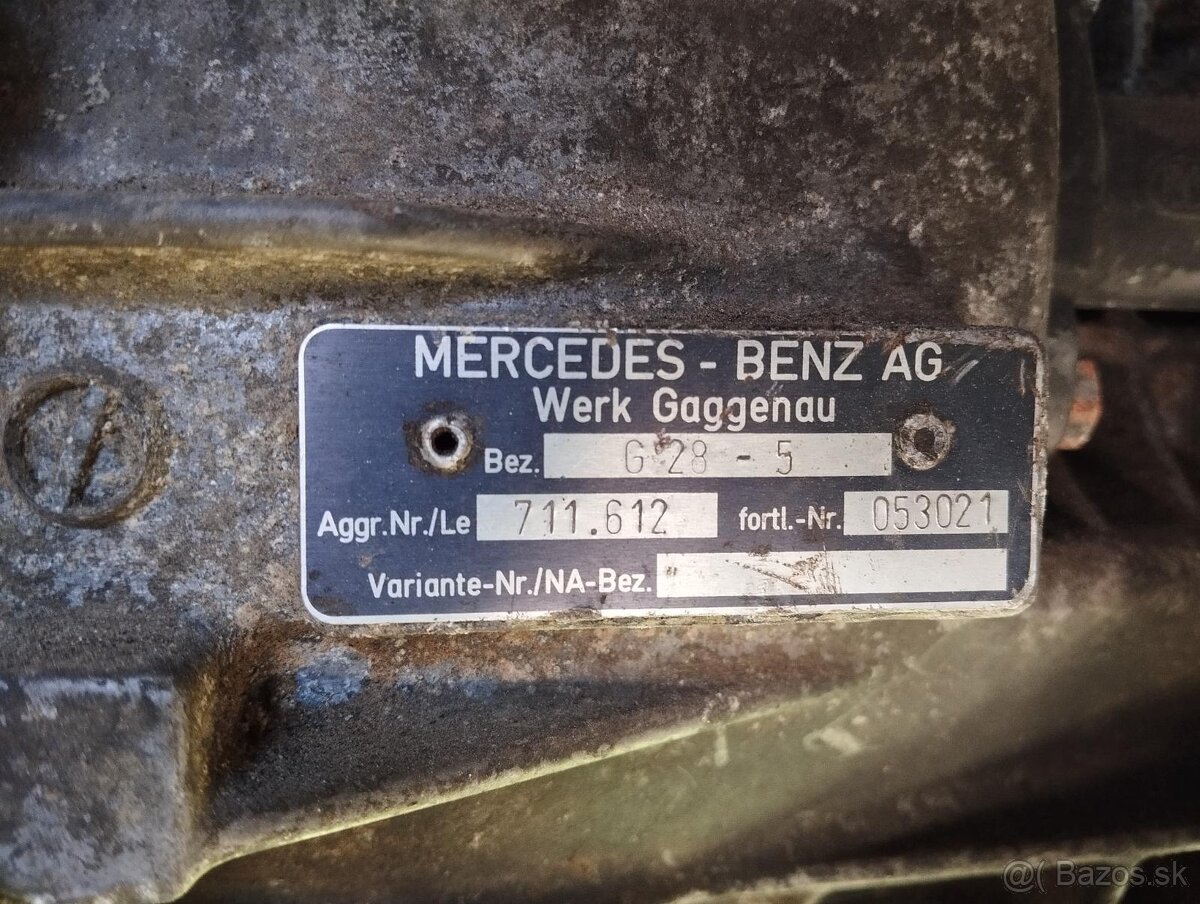 MERCEDES - BENZ AG
Werk Gaggenau
Bez. G 28 - 5
Aggr.Nr./Le 711.612 fortl.-Nr. 053021
Variante-Nr./NA-Bez.
@( Bazos.sk